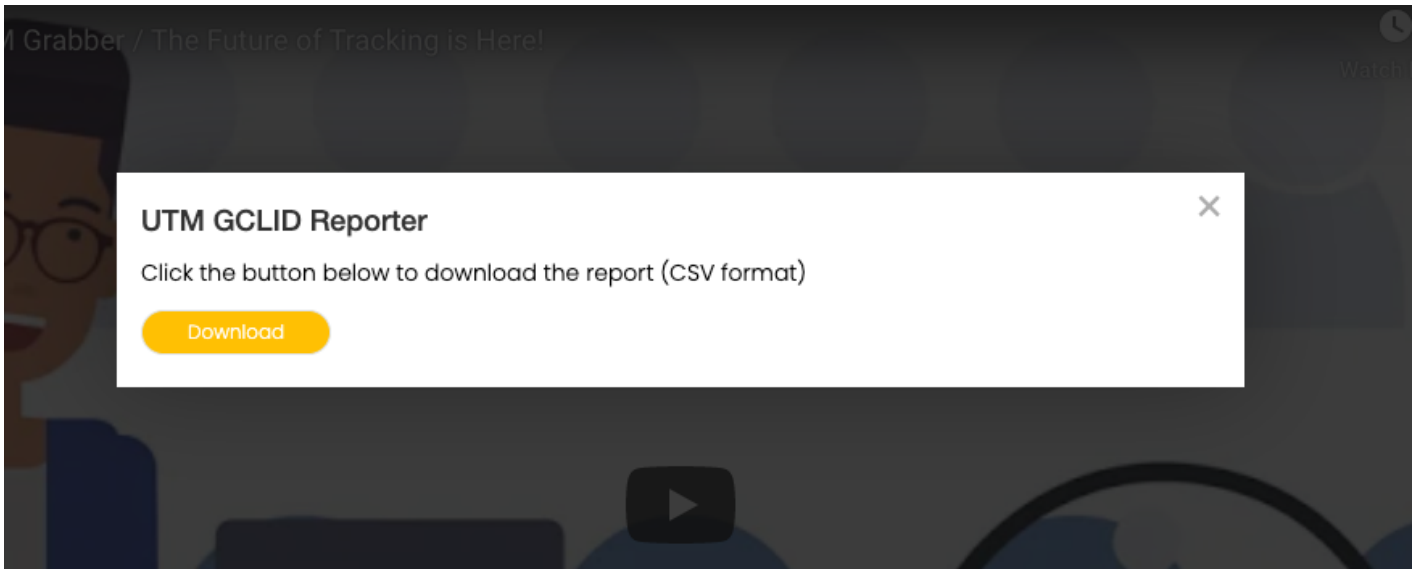 M Grabber / The Future of Tracking is Here!
Watch
UTM GCLID Reporter
Click the button below to download the report (CSV format)
Download